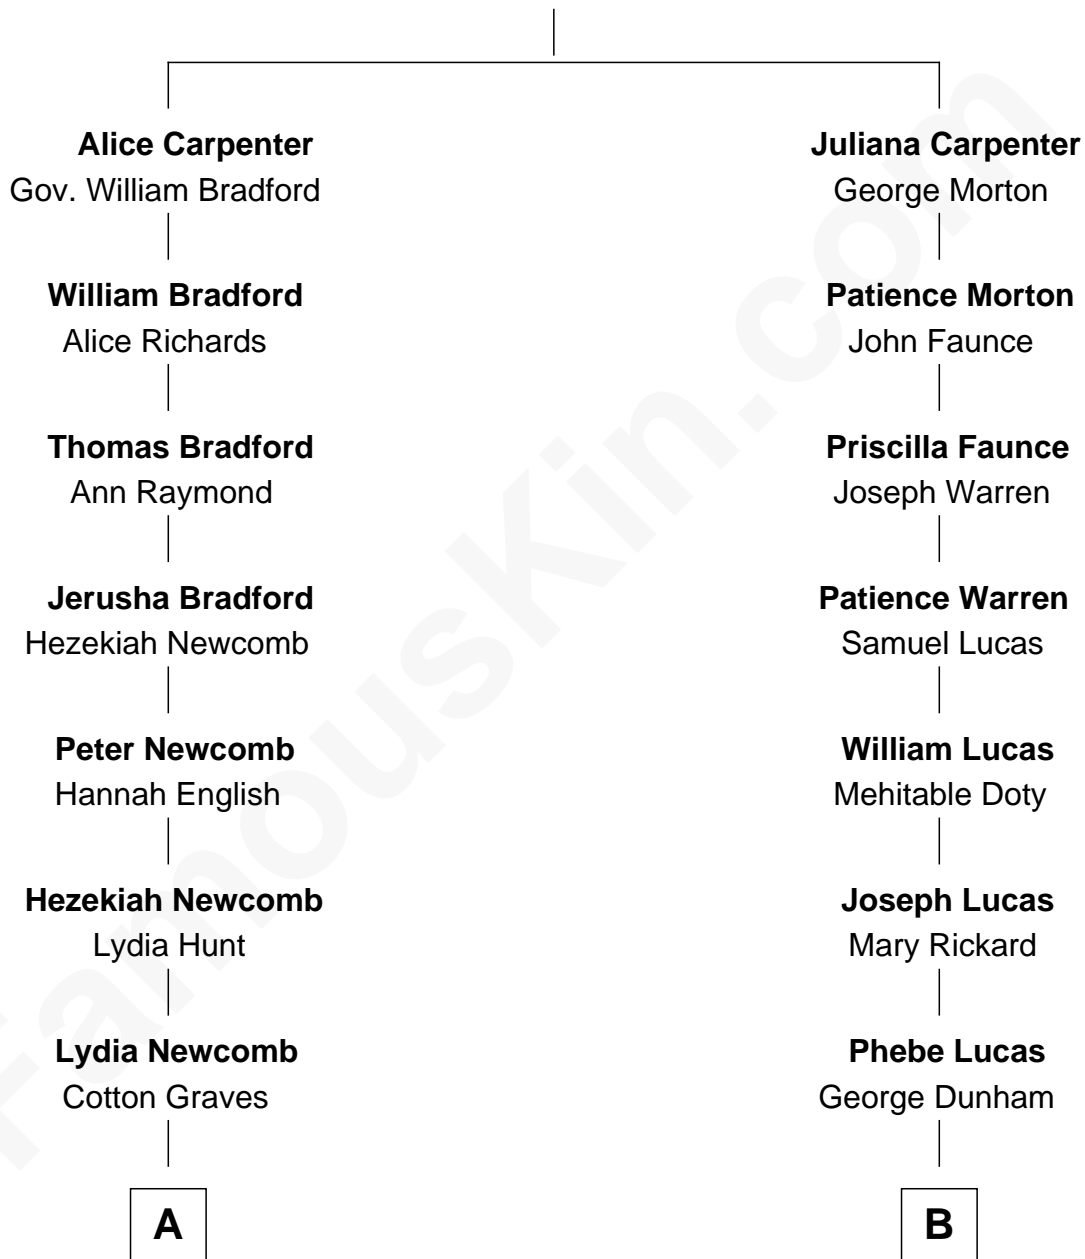 Alice Carpenter
Gov. William Bradford
William Bradford
Alice Richards
Thomas Bradford
Ann Raymond
Jerusha Bradford
Hezekiah Newcomb
Peter Newcomb
Hannah English
Hezekiah Newcomb
Lydia Hunt
Lydia Newcomb
Cotton Graves
A
Juliana Carpenter
George Morton
Patience Morton
John Faunce
Priscilla Faunce
Joseph Warren
Patience Warren
Samuel Lucas
William Lucas
Mehitable Doty
Joseph Lucas
Mary Rickard
Phebe Lucas
George Dunham
B
FamousKin.com